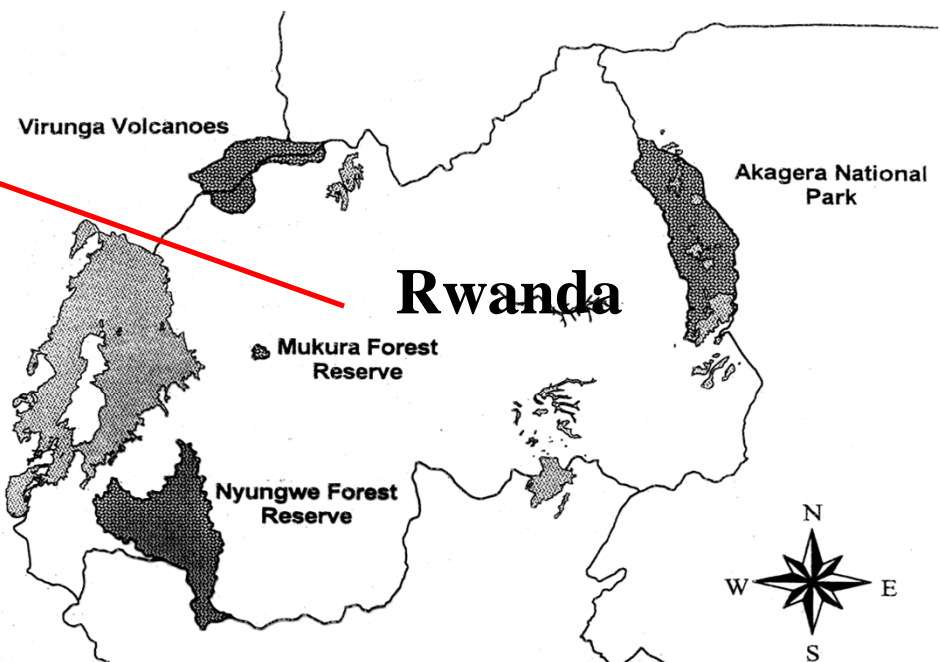 Virunga Volcanoes
Akagera National
Park
Rwanda
Mukura Forest
Reserve
Nyungwe Forest
Reserve
N
W
E
S